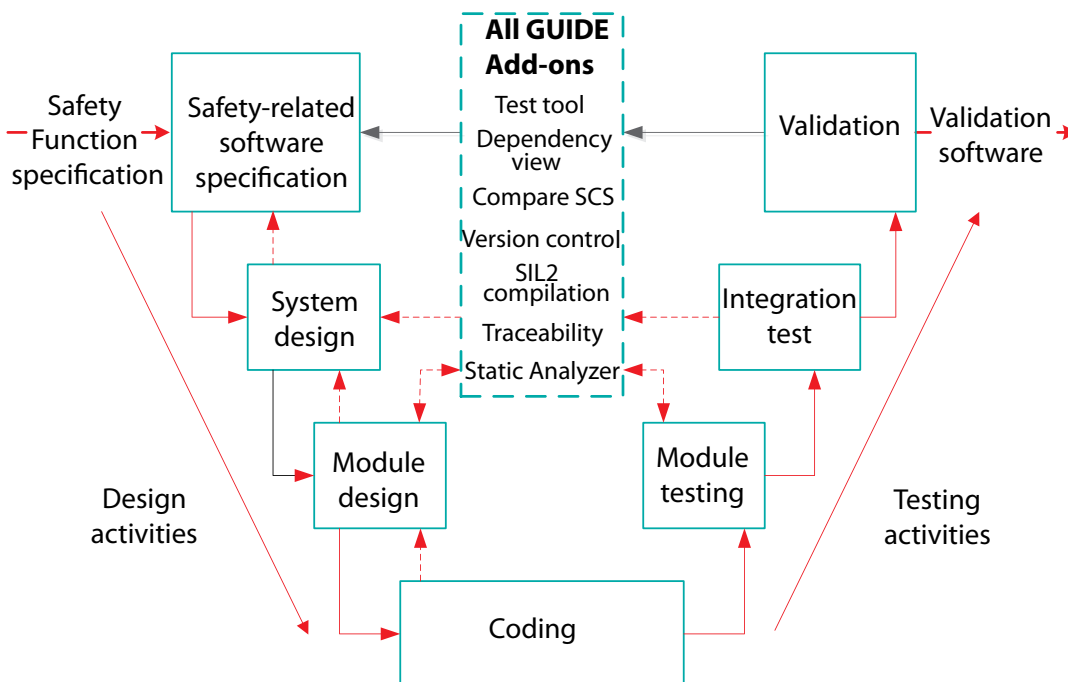 All GUIDE
Add-ons
Test tool
Dependency
view
Compare SCS
Version control
SIL2
compilation
Traceability
Static Analyzer
Safety
Function
specification
Safety-related
software
specification
Validation
Validation
software
System
design
Integration
test
Module
design
Module
testing
Design
activities
Testing
activities
Coding